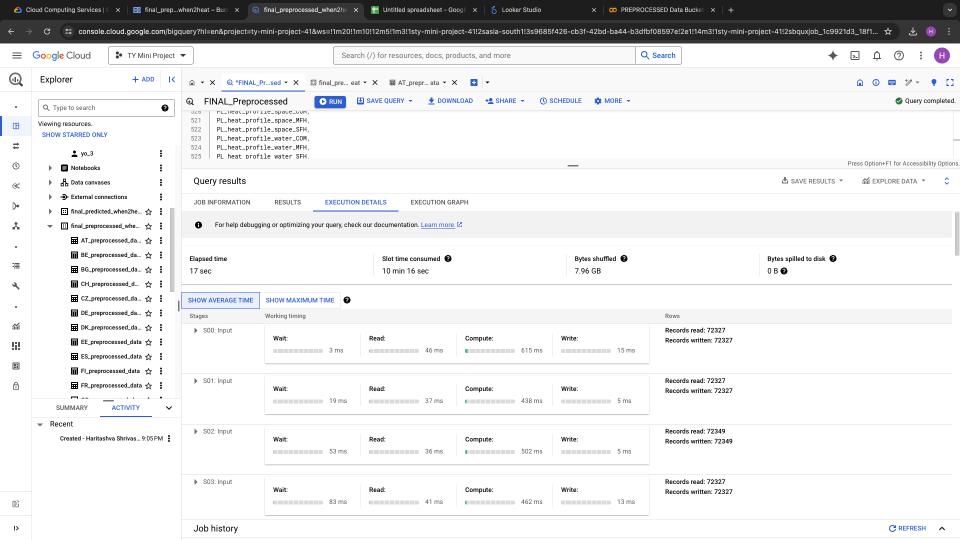 Cloud Computing Services | G
final_prep...when2heat – Buc
final_preprocessed_when2he
Untitled spreadsheet - Googl
Looker Studio
PREPROCESSED Data Bucke
console.cloud.google.com/bigquery?hl=en&project=ty-mini-project-41&ws=!1m20!1m10!12m5!1m3!1sty-mini-project-41!2sasia-south1!3s9685f426-cb3f-42bd-ba44-b3dfbf08597e!2e1!14m3!1sty-mini-project-41!2sbquxjob_1c9921d3_18f1...
Google Cloud
TY Mini Project
Search (/) for resources, docs, products, and more
Search
H
Explorer
+ ADD
*FINAL_Pr...sed
final_pre... eat
AT_prepr... ata
Type to search
FINAL_Preprocessed
RUN
SAVE QUERY
DOWNLOAD
SHARE
SCHEDULE
MORE
Query completed.
Viewing resources.
SHOW STARRED ONLY
520 PL_heat_profile_space_COM,
521 PL_heat_profile_space_MFH,
522 PL_heat_profile_space_SFH,
523 PL_heat_profile_water_COM,
524 PL_heat_profile_water_MFH,
525 PL_heat_profile_water_SFH,
Press Option+F1 for Accessibility Options.
yo_3
Notebooks
Data canvases
External connections
final_predicted_when2he...
final_preprocessed_whe...
AT_preprocessed_da...
BE_preprocessed_da...
BG_preprocessed_da...
CH_preprocessed_d...
CZ_preprocessed_da...
DE_preprocessed_da...
DK_preprocessed_da...
EE_preprocessed_data
ES_preprocessed_data
FI_preprocessed_data
FR_preprocessed_data
SUMMARY
ACTIVITY
Recent
Created - Haritashva Shrivas... 9:05 PM
Query results
SAVE RESULTS
EXPLORE DATA
JOB INFORMATION
RESULTS
EXECUTION DETAILS
EXECUTION GRAPH
For help debugging or optimizing your query, check our documentation. Learn more.
Elapsed time
Slot time consumed
Bytes shuffled
Bytes spilled to disk
17 sec
10 min 16 sec
7.96 GB
0 B
SHOW AVERAGE TIME
SHOW MAXIMUM TIME
Stages
Working timing
Rows
S00: Input
Wait:
Read:
Compute:
Write:
3 ms
46 ms
615 ms
15 ms
Records read: 72327
Records written: 72327
S01: Input
Wait:
Read:
Compute:
Write:
19 ms
37 ms
438 ms
5 ms
Records read: 72327
Records written: 72327
S02: Input
Wait:
Read:
Compute:
Write:
53 ms
36 ms
502 ms
5 ms
Records read: 72349
Records written: 72349
S03: Input
Wait:
Read:
Compute:
Write:
83 ms
41 ms
462 ms
13 ms
Records read: 72327
Records written: 72327
Job history
REFRESH